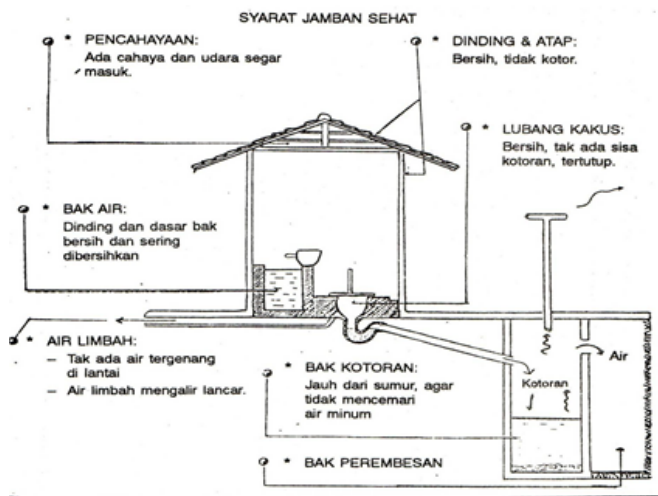 SYARAT JAMBAN SEHAT
* PENCAHAYAAN:
Ada cahaya dan udara segar
masuk.
* DINDING & ATAP:
Bersih, tidak kotor.
* LUBANG KAKUS:
Bersih, tak ada sisa
kotoran, tertutup.
* BAK AIR:
Dinding dan dasar bak
bersih dan sering
dibersihkan
* AIR LIMBAH:
– Tak ada air tergenang
di lantai
– Air limbah mengalir lancar.
* BAK KOTORAN:
Jauh dari sumur, agar
tidak mencemari
air minum
Kotoran
Air
* BAK PEREMBESAN